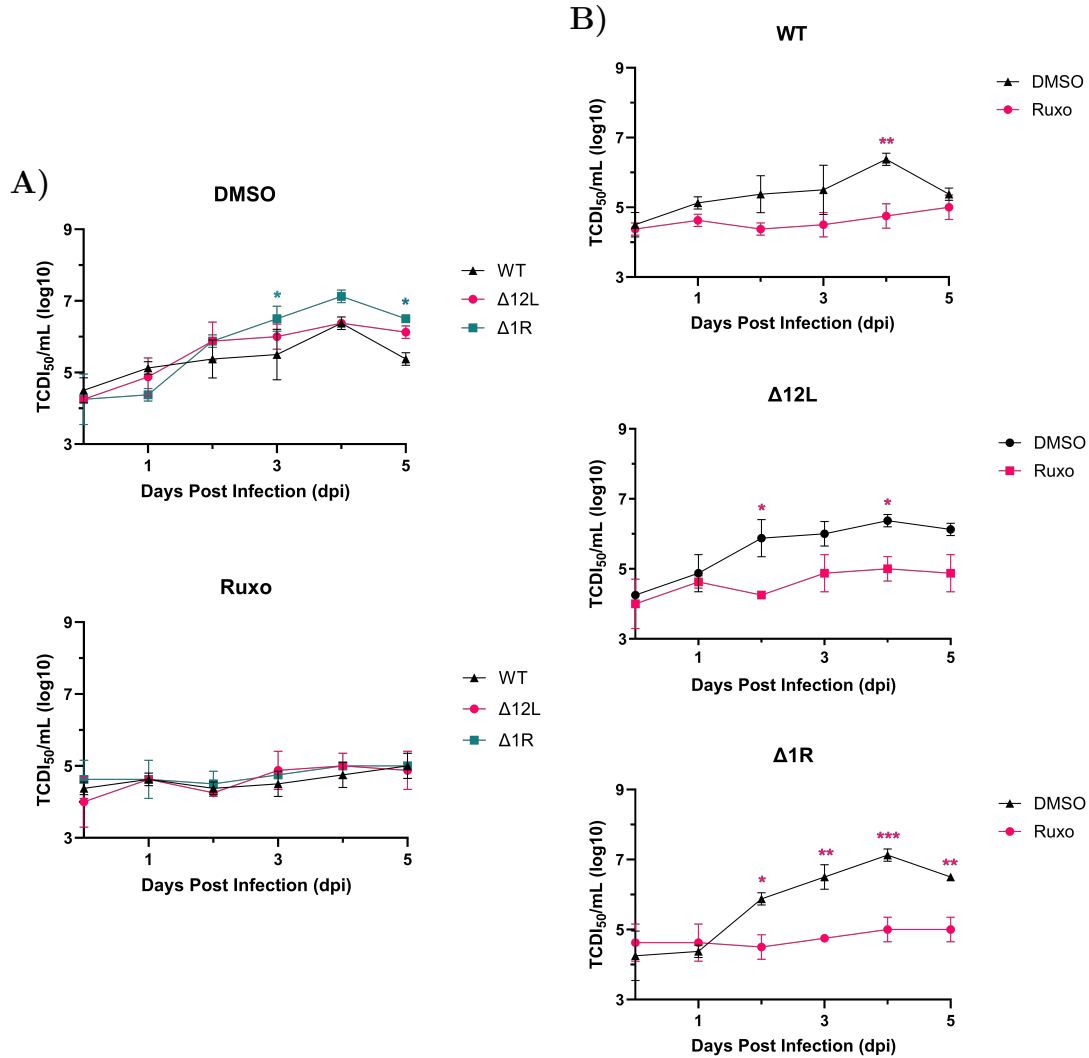 A)
DMSO
TCDI₅₀/mL (log10)
9
7
5
3
1
3
5
Days Post Infection (dpi)
*
*
WT
Δ12L
Δ1R
Ruxo
TCDI₅₀/mL (log10)
9
7
5
3
1
3
5
Days Post Infection (dpi)
WT
Δ12L
Δ1R
B)
WT
TCDI₅₀/mL (log10)
9
7
5
3
1
3
5
Days Post Infection (dpi)
**
DMSO
Ruxo
Δ12L
TCDI₅₀/mL (log10)
9
7
5
3
1
3
5
Days Post Infection (dpi)
*
*
DMSO
Ruxo
Δ1R
TCDI₅₀/mL (log10)
9
7
5
3
1
3
5
Days Post Infection (dpi)
*
**
***
**
DMSO
Ruxo